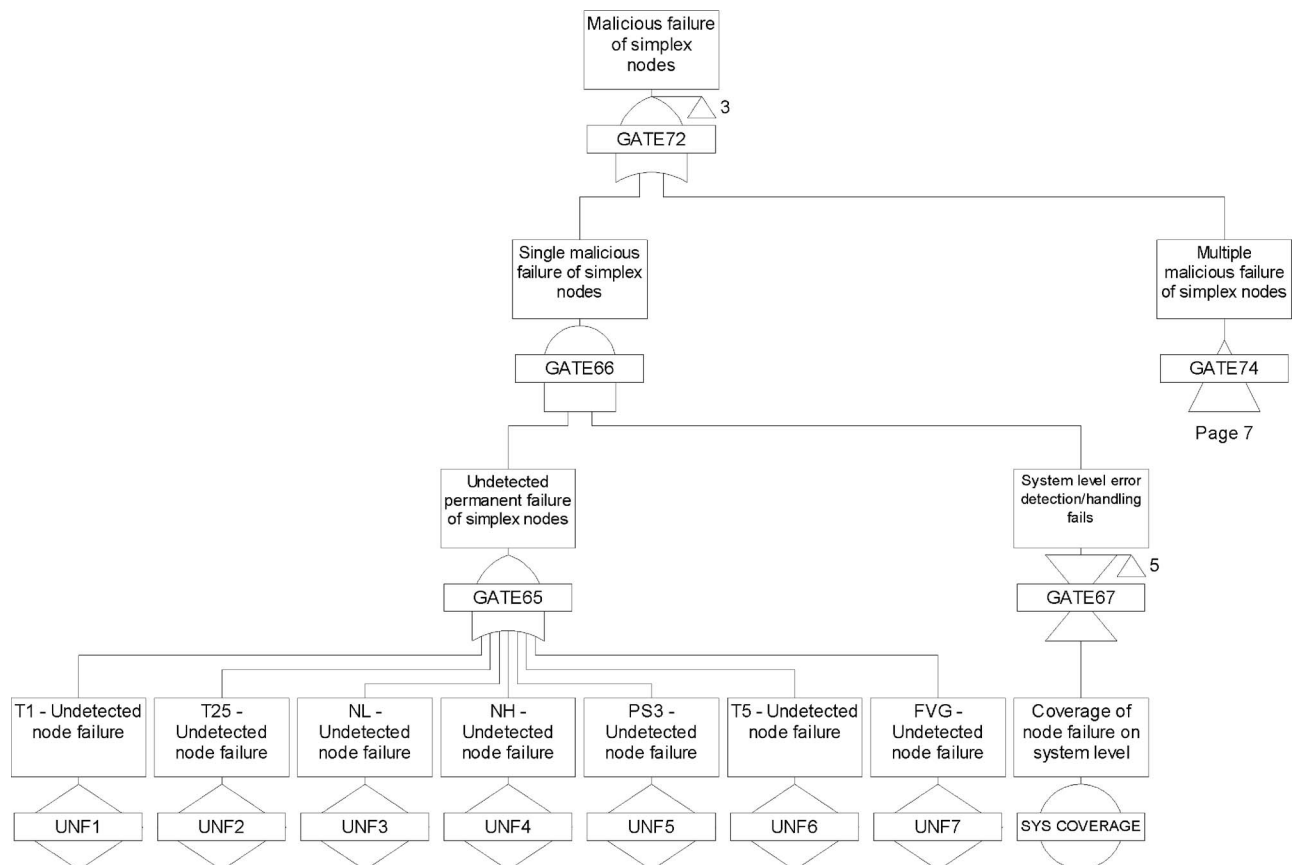 Malicious failure
of simplex
nodes
3
GATE72
Single malicious
failure of simplex
nodes
Multiple
malicious failure
of simplex nodes
GATE66
GATE74
Page 7
Undetected
permanent failure
of simplex nodes
System level error
detection/handling
fails
5
GATE65
GATE67
T1 - Undetected
node failure
T25 -
Undetected
node failure
NL -
Undetected
node failure
NH -
Undetected
node failure
PS3 -
Undetected
node failure
T5 - Undetected
node failure
FVG -
Undetected
node failure
Coverage of
node failure on
system level
UNF1
UNF2
UNF3
UNF4
UNF5
UNF6
UNF7
SYS COVERAGE